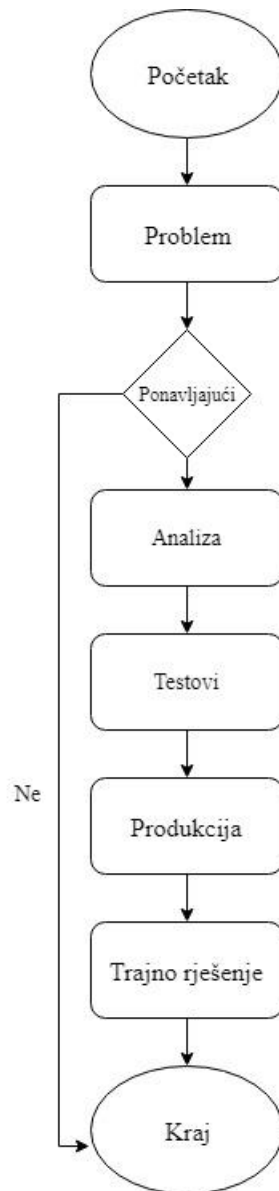 Početak
Problem
Ponavljajući
Analiza
Testovi
Ne
Produkcija
Trajno rješenje
Kraj